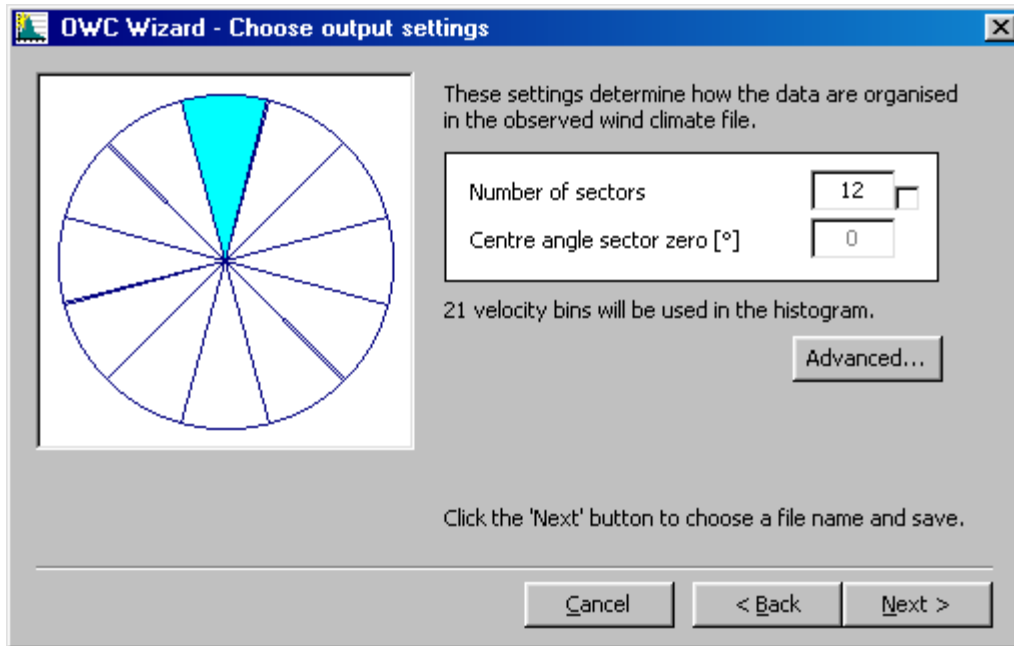 OWC Wizard - Choose output settings
These settings determine how the data are organised
in the observed wind climate file.
Number of sectors 12
Centre angle sector zero [°] 0
21 velocity bins will be used in the histogram.
Advanced...
Click the 'Next' button to choose a file name and save.
Cancel < Back Next >